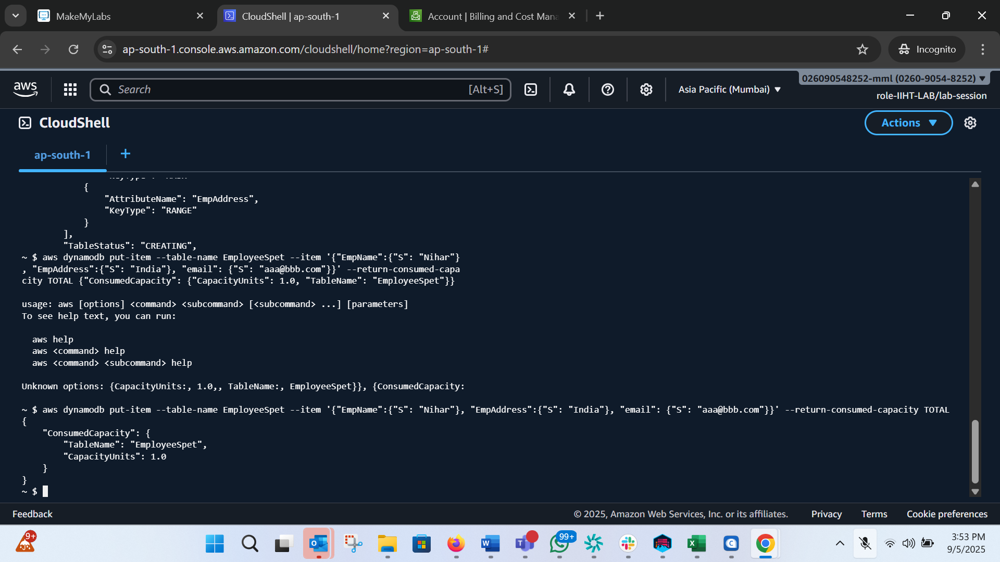 MakeMyLabs
CloudShell | ap-south-1
Account | Billing and Cost Mana
ap-south-1.console.aws.amazon.com/cloudshell/home?region=ap-south-1#
Incognito
aws
Search
[Alt+S]
Asia Pacific (Mumbai)
026090548252-mml (0260-9054-8252)
role-IIHT-LAB/lab-session
CloudShell
Actions
ap-south-1
{
"AttributeName": "EmpAddress",
"KeyType": "RANGE"
}
],
"TableStatus": "CREATING",
~ $ aws dynamodb put-item --table-name EmployeeSpet --item '{"EmpName":{"S": "Nihar"}
, "EmpAddress":{"S": "India"}, "email": {"S": "aaa@bbb.com"}}' --return-consumed-capa
city TOTAL {"ConsumedCapacity": {"CapacityUnits": 1.0, "TableName": "EmployeeSpet"}}
usage: aws [options] <command> <subcommand> [<subcommand> ...] [parameters]
To see help text, you can run:
aws help
aws <command> help
aws <command> <subcommand> help
Unknown options: {CapacityUnits:, 1.0,, TableName:, EmployeeSpet}}, {ConsumedCapacity:
~ $ aws dynamodb put-item --table-name EmployeeSpet --item '{"EmpName":{"S": "Nihar"}, "EmpAddress":{"S": "India"}, "email": {"S": "aaa@bbb.com"}}' --return-consumed-capacity TOTAL
{
"ConsumedCapacity": {
"TableName": "EmployeeSpet",
"CapacityUnits": 1.0
}
}
~ $
Feedback
© 2025, Amazon Web Services, Inc. or its affiliates.
Privacy
Terms
Cookie preferences
9+
99+
3:53 PM
9/5/2025